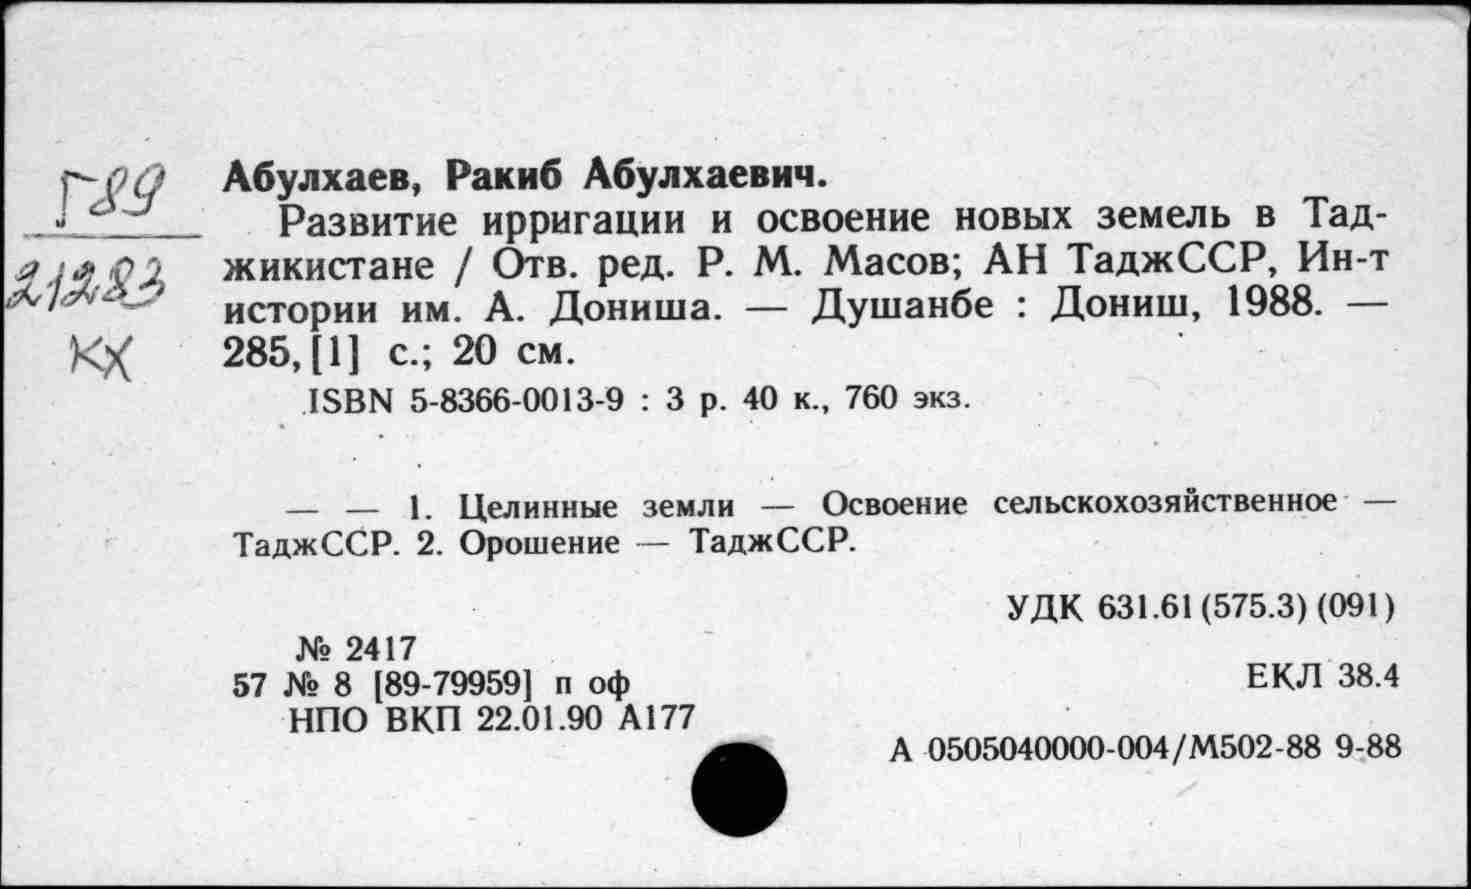 Г89
21283
КХ
Абулхаев, Ракиб Абулхаевич.
Развитие ирригации и освоение новых земель в Тад-
жикистане / Отв. ред. Р. М. Масов; АН ТаджССР, Ин-т
истории им. А. Дониша. — Душанбе : Дониш, 1988. —
285, [1] с.; 20 см.
ISBN 5-8366-0013-9 : 3 р. 40 к., 760 экз.
— — 1. Целинные земли — Освоение сельскохозяйственное —
ТаджССР. 2. Орошение — ТаджССР.
УДК 631.61 (575.3) (091)
№ 2417
57 № 8 [89-79959] п оф
ЕКЛ 38.4
НПО ВКП 22.01.90 А177
А 0505040000-004/М502-88 9-88